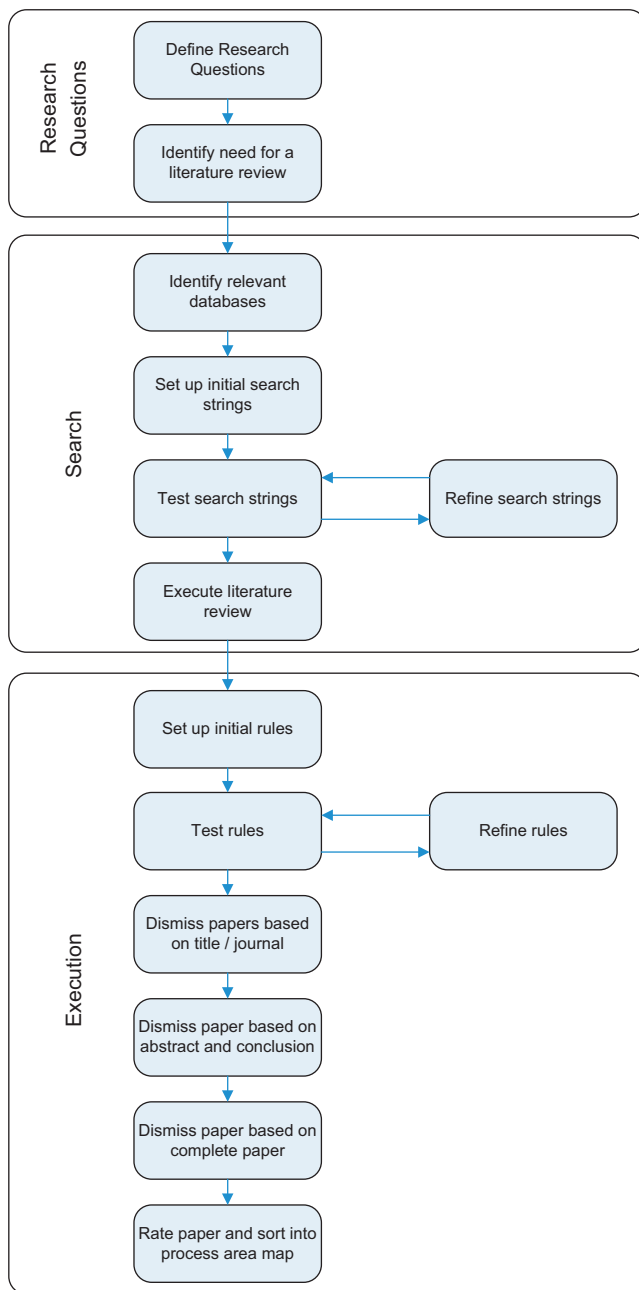 Research
Questions
Define Research
Questions
Identify need for a
literature review
Search
Identify relevant
databases
Set up initial search
strings
Test search strings
Refine search strings
Execute literature
review
Execution
Set up initial rules
Test rules
Refine rules
Dismiss papers based
on title / journal
Dismiss paper based on
abstract and conclusion
Dismiss paper based on
complete paper
Rate paper and sort into
process area map